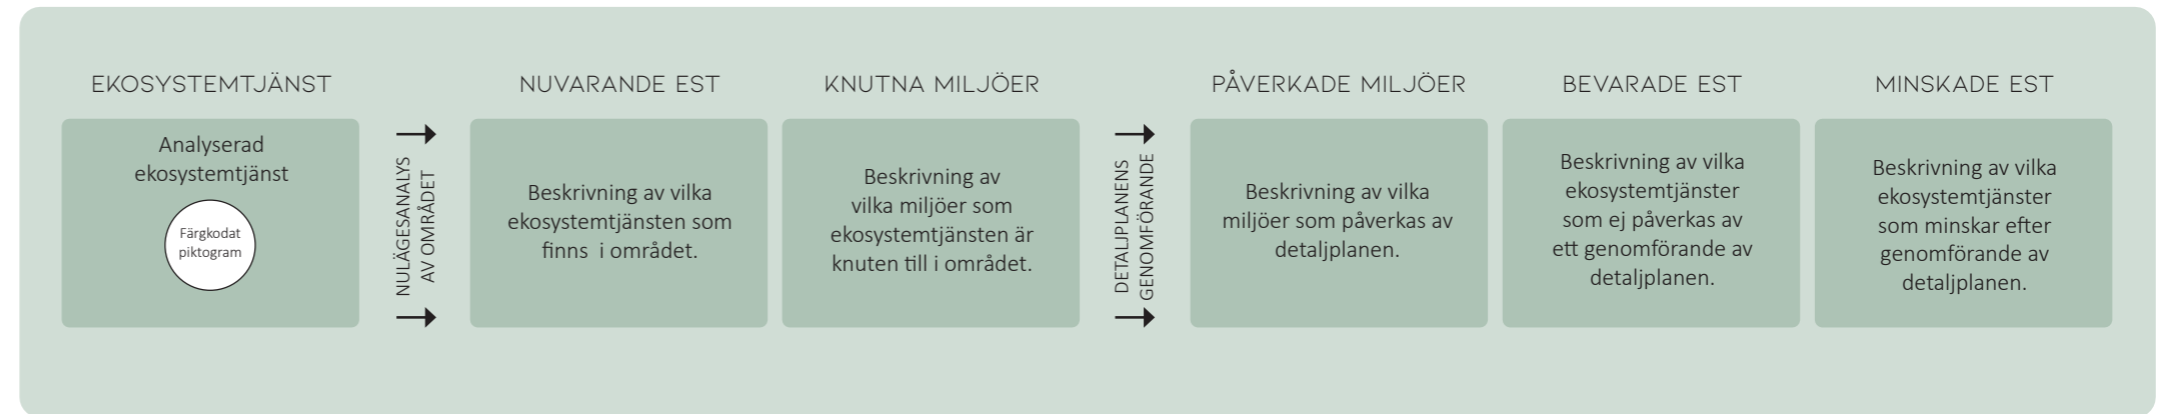 EKOSYSTEMTJÄNST
Analyserad
ekosystemtjänst
Färgkodat
piktogram
NULÄGESANALYS
AV OMRÅDET
NUVARANDE EST
Beskrivning av vilka
ekosystemtjänsten som
finns i området.
KNUTNA MILJÖER
Beskrivning av
vilka miljöer som
ekosystemtjänsten är
knuten till i området.
DETALJPLANENS
GENOMFÖRANDE
PÅVERKADE MILJÖER
Beskrivning av vilka
miljöer som påverkas av
detaljplanen.
BEVARADE EST
Beskrivning av vilka
ekosystemtjänster
som ej påverkas av
ett genomförande av
detaljplanen.
MINSKADE EST
Beskrivning av vilka
ekosystemtjänster
som minskar efter
genomförande av
detaljplanen.